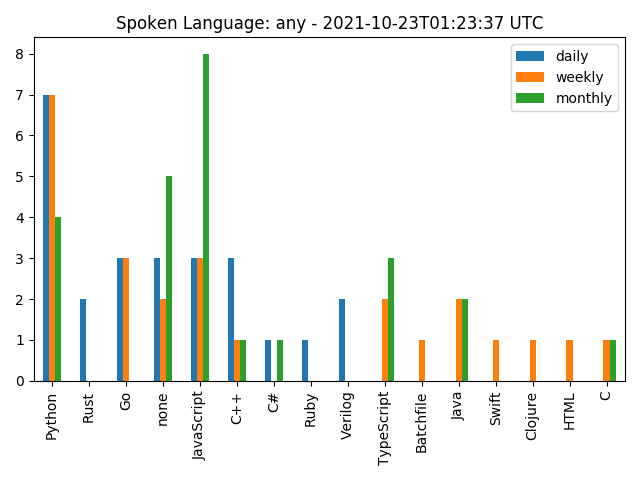 Spoken Language: any - 2021-10-23T01:23:37 UTC
daily
weekly
monthly
8
7
6
5
4
3
2
1
0
Python
Rust
Go
none
JavaScript
C++
C#
Ruby
Verilog
TypeScript
Batchfile
Java
Swift
Clojure
HTML
C